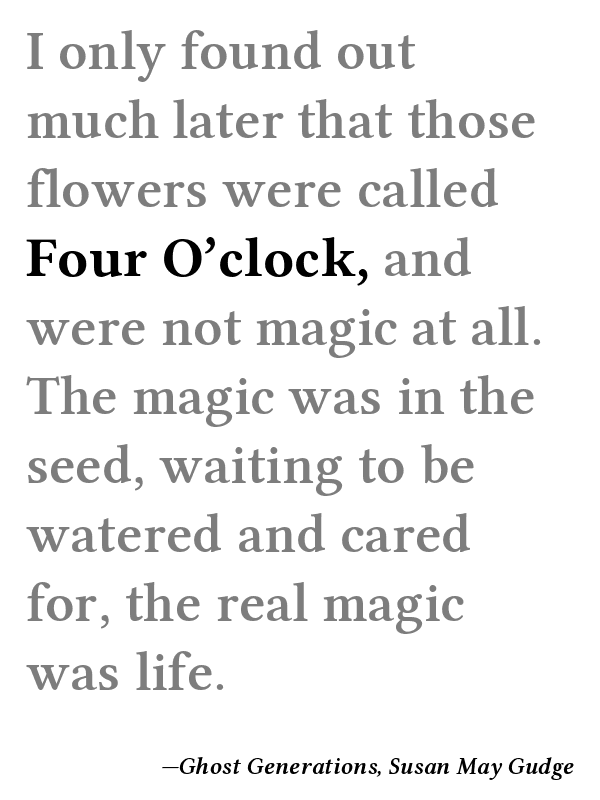 I only found out
much later that those
flowers were called
Four O’clock, and
were not magic at all.
The magic was in the
seed, waiting to be
watered and cared
for, the real magic
was life.
—Ghost Generations, Susan May Gudge